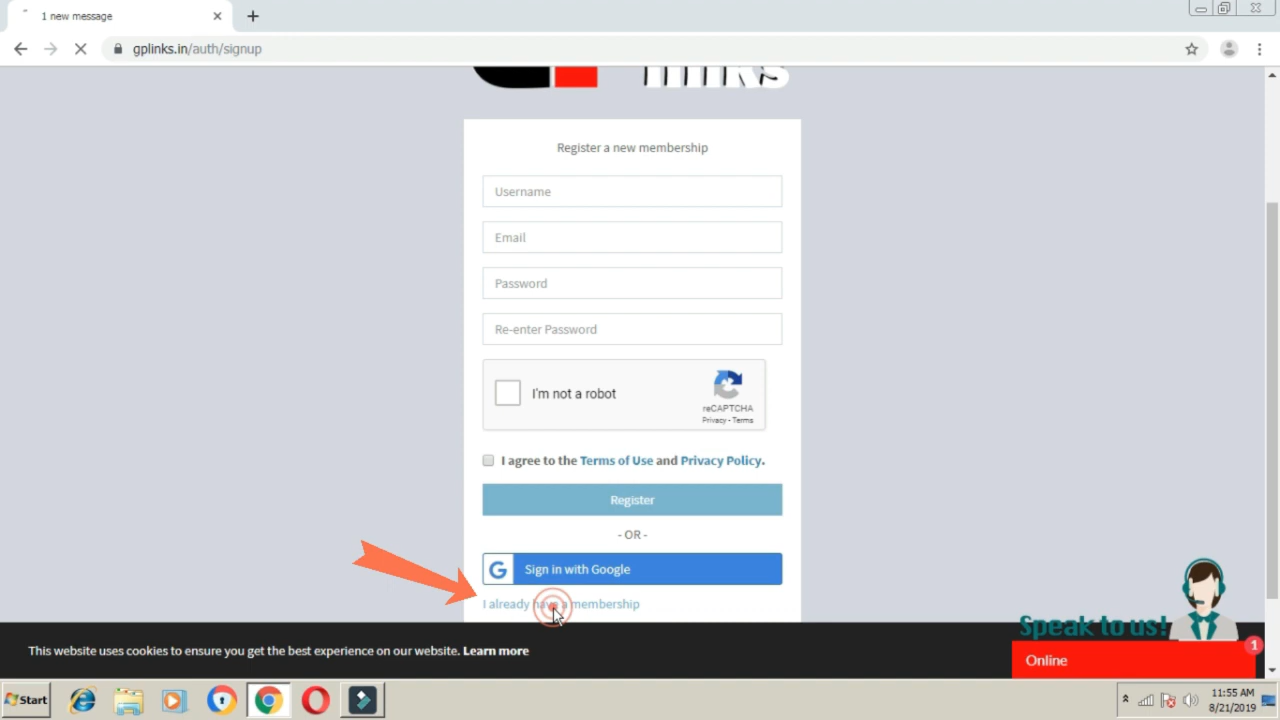 1 new message
gplinks.in/auth/signup
links
Register a new membership
Username
Email
Password
Re-enter Password
I'm not a robot
reCAPTCHA
Privacy - Terms
I agree to the Terms of Use and Privacy Policy.
Register
- OR -
G Sign in with Google
I already have a membership
Speak to us!
1
Online
This website uses cookies to ensure you get the best experience on our website. Learn more
Start
11:55 AM
8/21/2019